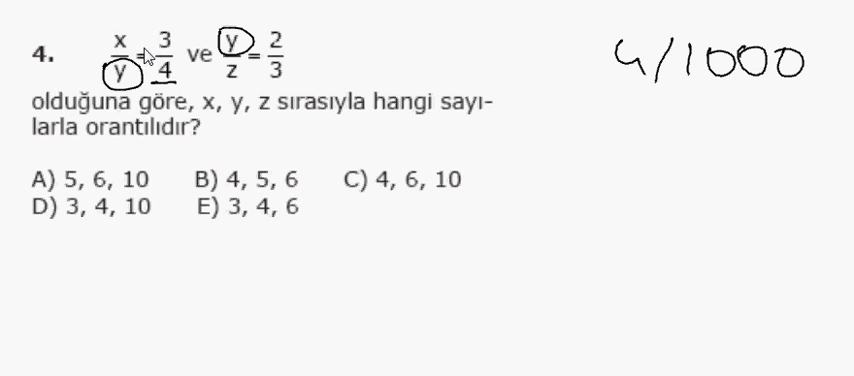 4. x/y = 3/4 ve y/z = 2/3
4/1000
olduğuna göre, x, y, z sırasıyla hangi sayı-
larla orantılıdır?
A) 5, 6, 10 B) 4, 5, 6 C) 4, 6, 10
D) 3, 4, 10 E) 3, 4, 6